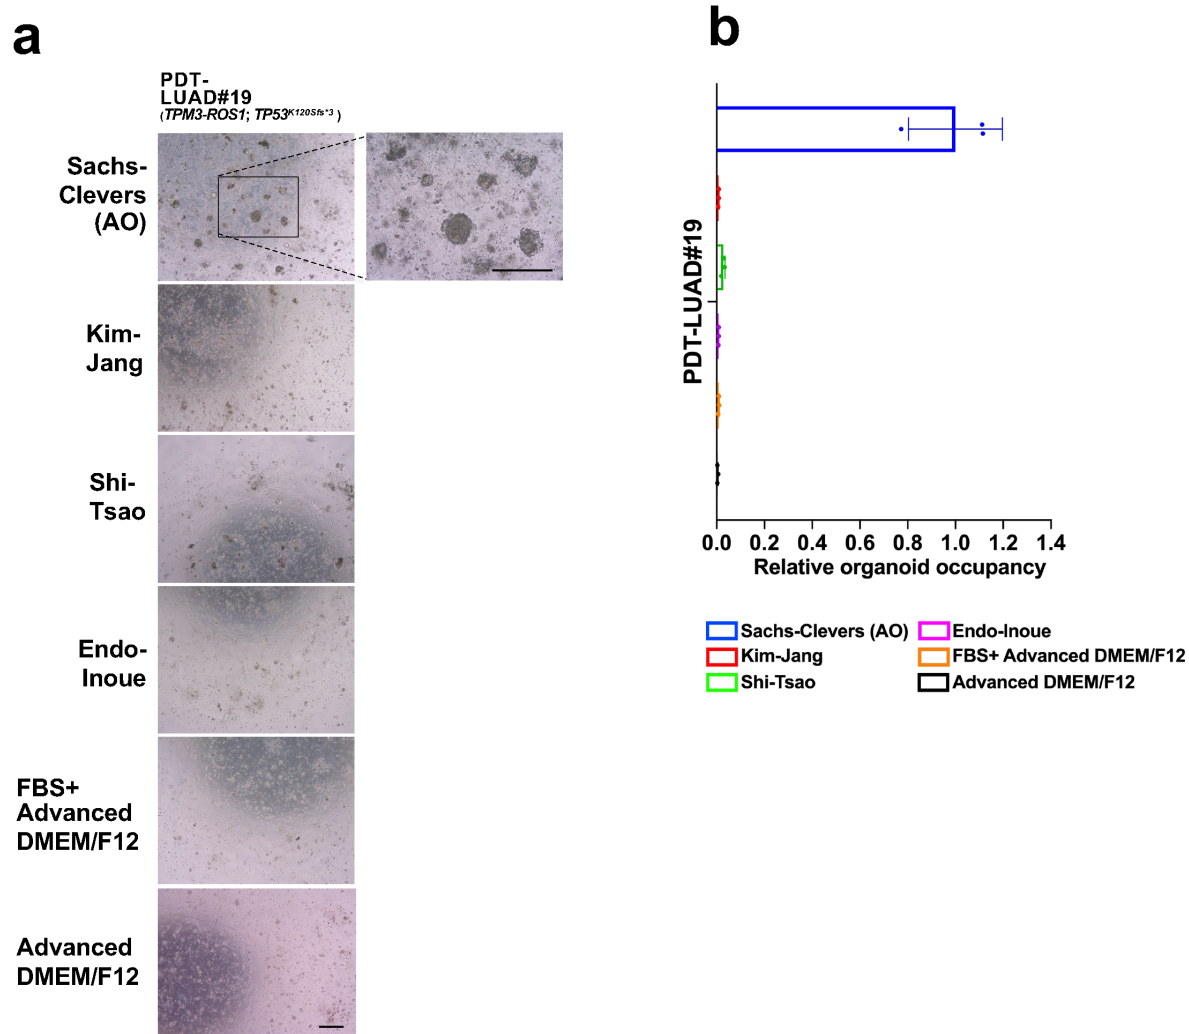 a
PDT-
LUAD#19
(TPM3-ROS1; TP53K120Sfs*3 )
Sachs-
Clevers
(AO)
Kim-
Jang
Shi-
Tsao
Endo-
Inoue
FBS+
Advanced
DMEM/F12
Advanced
DMEM/F12
b
PDT-LUAD#19
0.0 0.2 0.4 0.6 0.8 1.0 1.2 1.4
Relative organoid occupancy
Sachs-Clevers (AO) Endo-Inoue
Kim-Jang FBS+ Advanced DMEM/F12
Shi-Tsao Advanced DMEM/F12